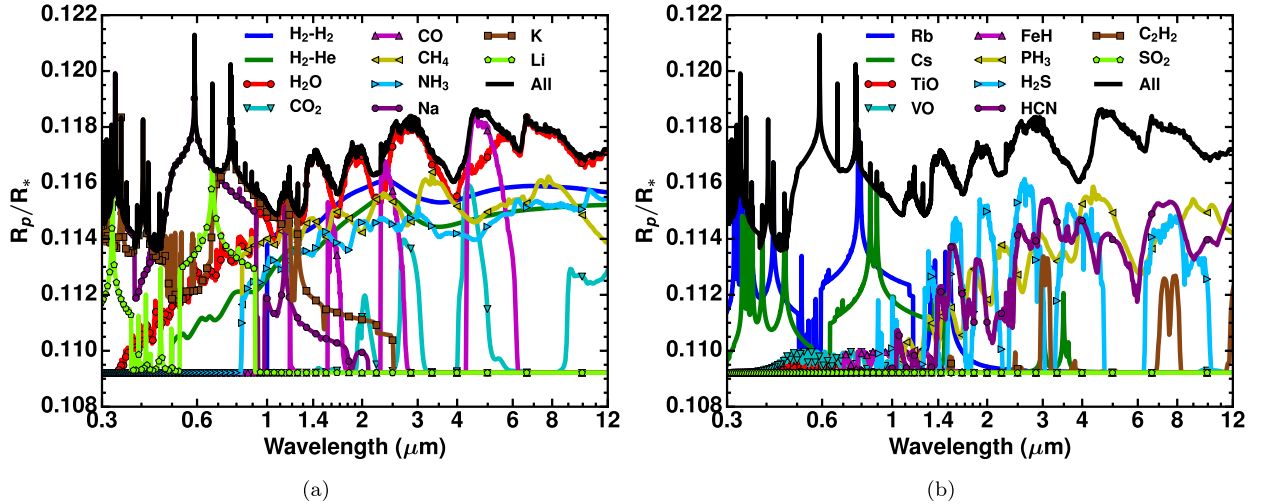 0.122
0.120
0.118
0.116
0.114
0.112
0.110
0.108
R_p/R_*
H₂-H₂
H₂-He
H₂O
CO₂
CO
CH₄
NH₃
Na
K
Li
All
0.3 0.6 1 1.4 2 3 4 6 8 12
Wavelength (μm)
(a)
0.122
0.120
0.118
0.116
0.114
0.112
0.110
0.108
R_p/R_*
Rb
Cs
TiO
VO
FeH
PH₃
H₂S
HCN
C₂H₂
SO₂
All
0.3 0.6 1 1.4 2 3 4 6 8 12
Wavelength (μm)
(b)